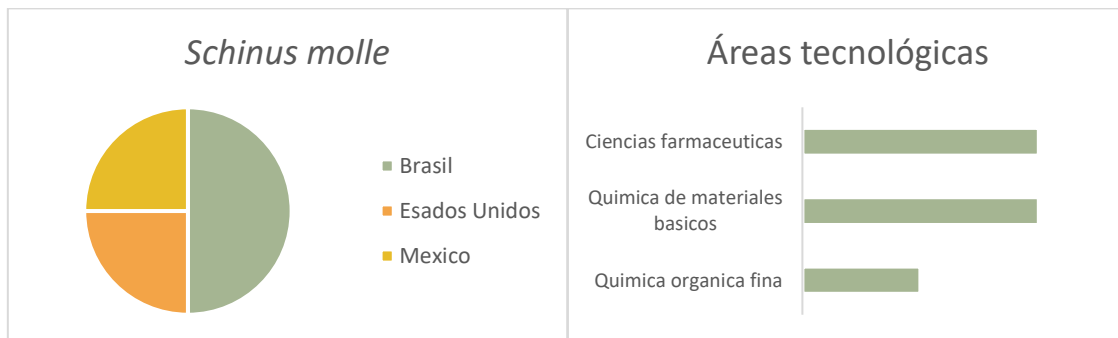 Schinus molle
Brasil
Esados Unidos
Mexico
Áreas tecnológicas
Ciencias farmaceuticas
Quimica de materiales
basicos
Quimica organica fina